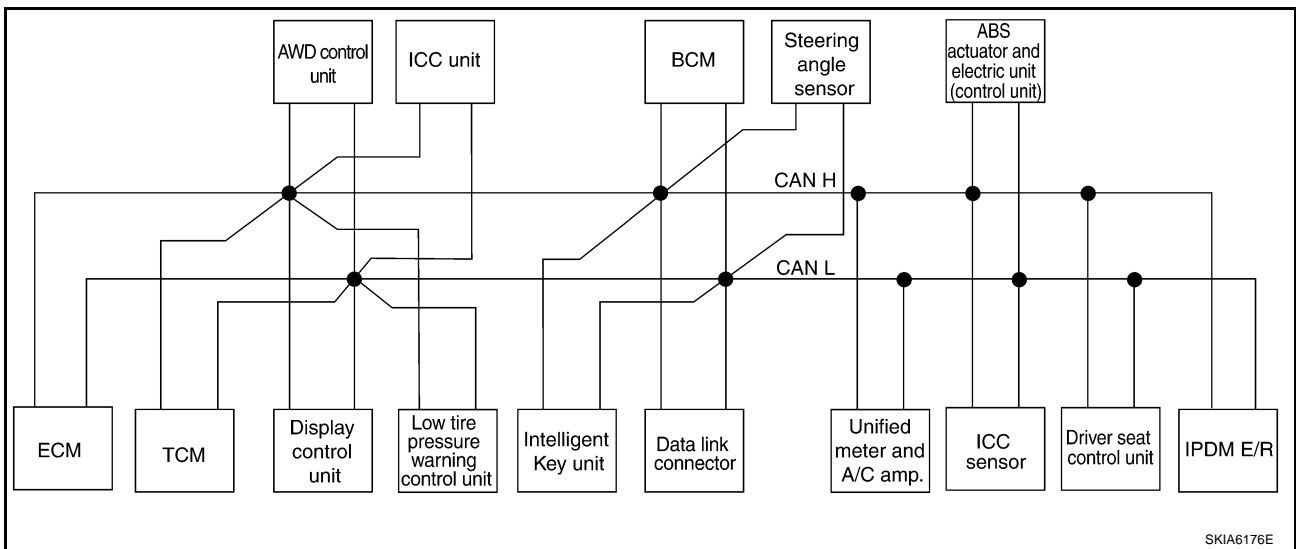 AWD control
unit
ICC unit
BCM
Steering
angle
sensor
ABS
actuator and
electric unit
(control unit)
CAN H
CAN L
ECM
TCM
Display
control
unit
Low tire
pressure
warning
control unit
Intelligent
Key unit
Data link
connector
Unified
meter and
A/C amp.
ICC
sensor
Driver seat
control unit
IPDM E/R
SKIA6176E